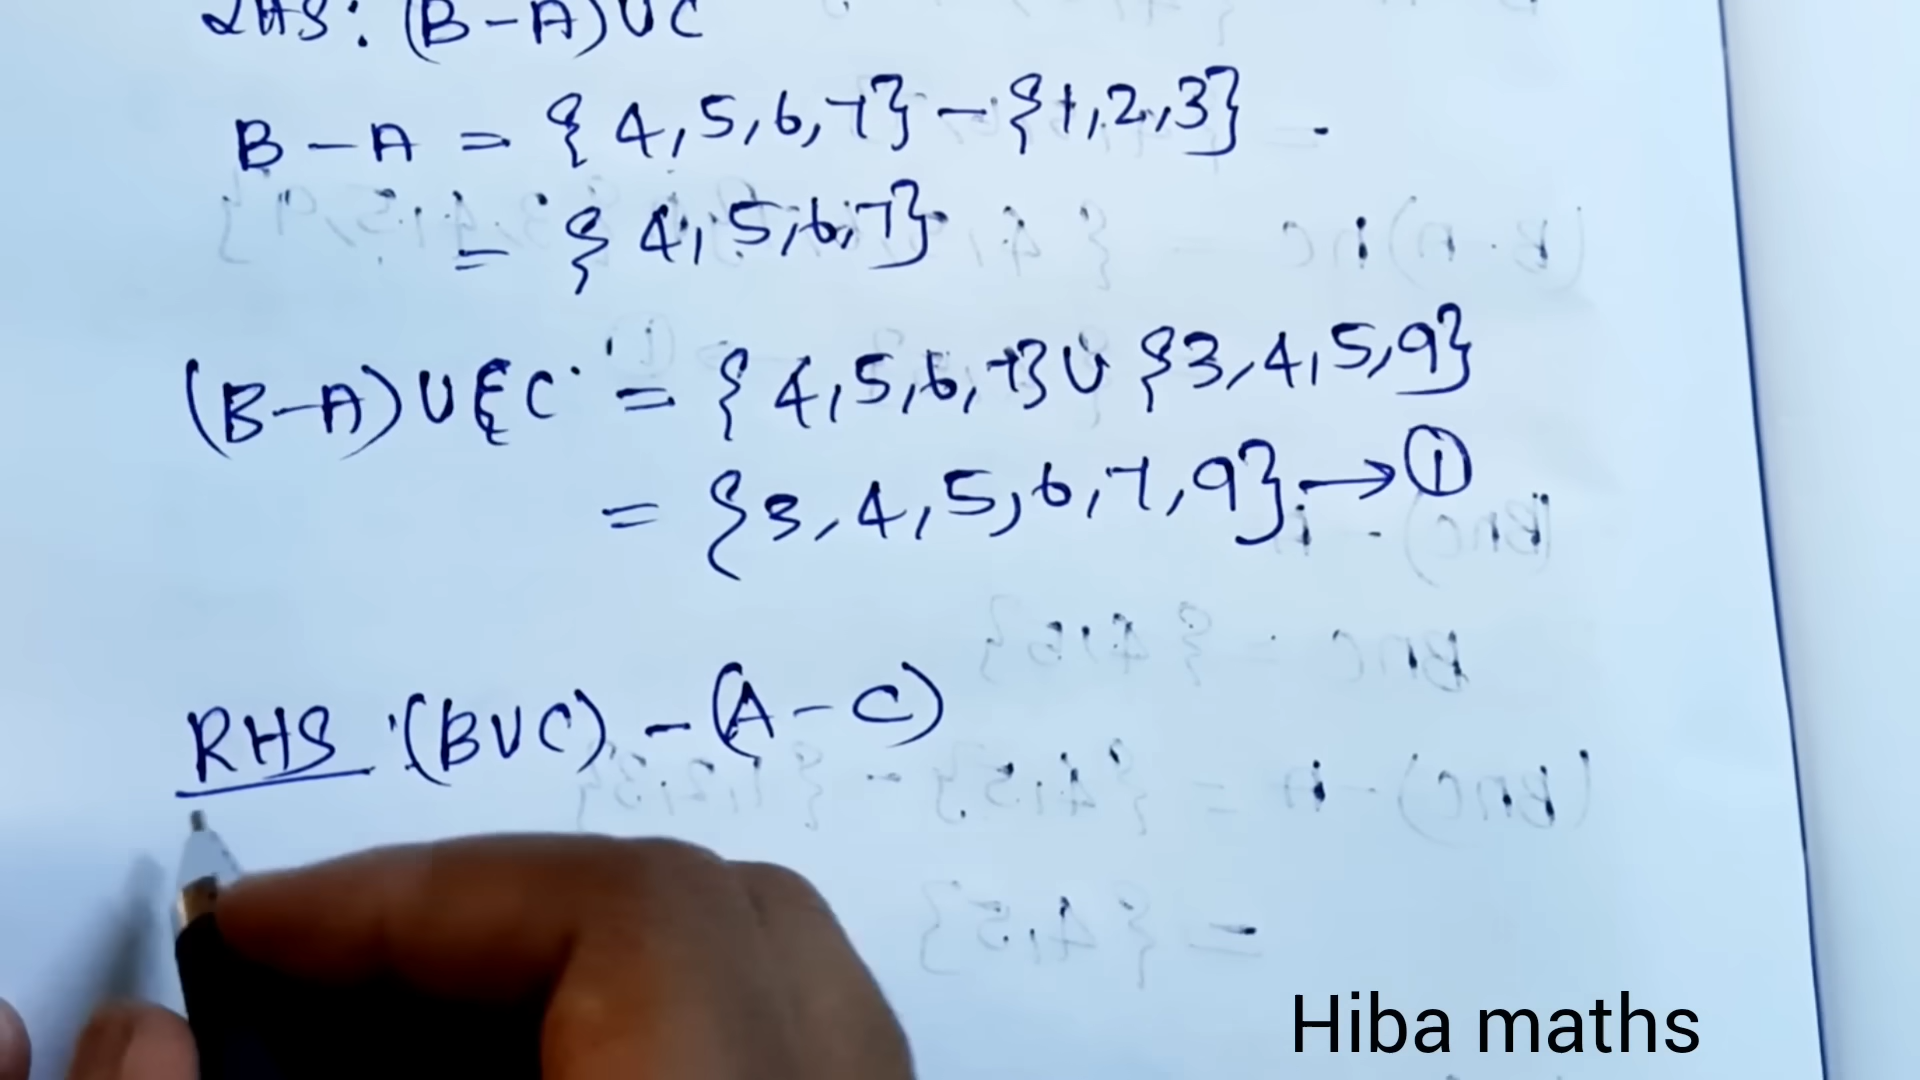 LHS: (B-A)∪C
B-A = {4,5,6,7} - {1,2,3}
= {4,5,6,7}
(B-A)∪C = {4,5,6,7}∪{3,4,5,9}
= {3,4,5,6,7,9} → ①
RHS : (B∪C) - (A-C)
Hiba maths